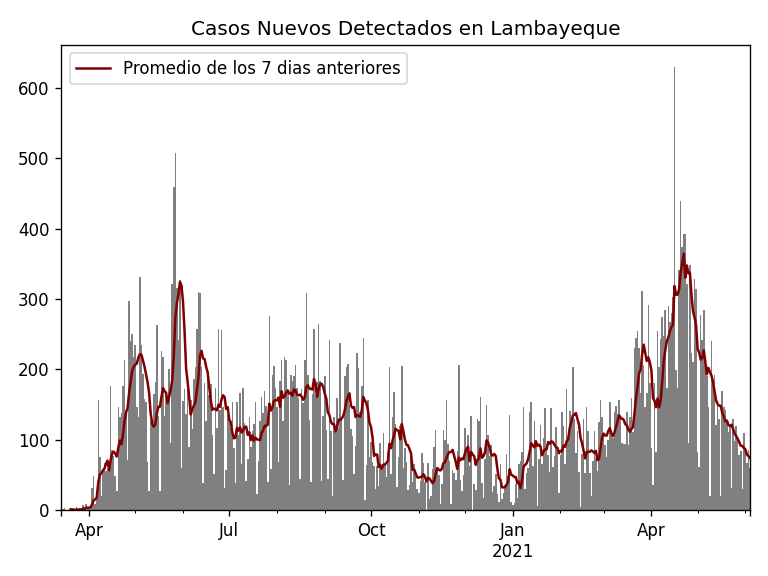 Casos Nuevos Detectados en Lambayeque
Promedio de los 7 dias anteriores
600
500
400
300
200
100
0
Apr
Jul
Oct
Jan
2021
Apr